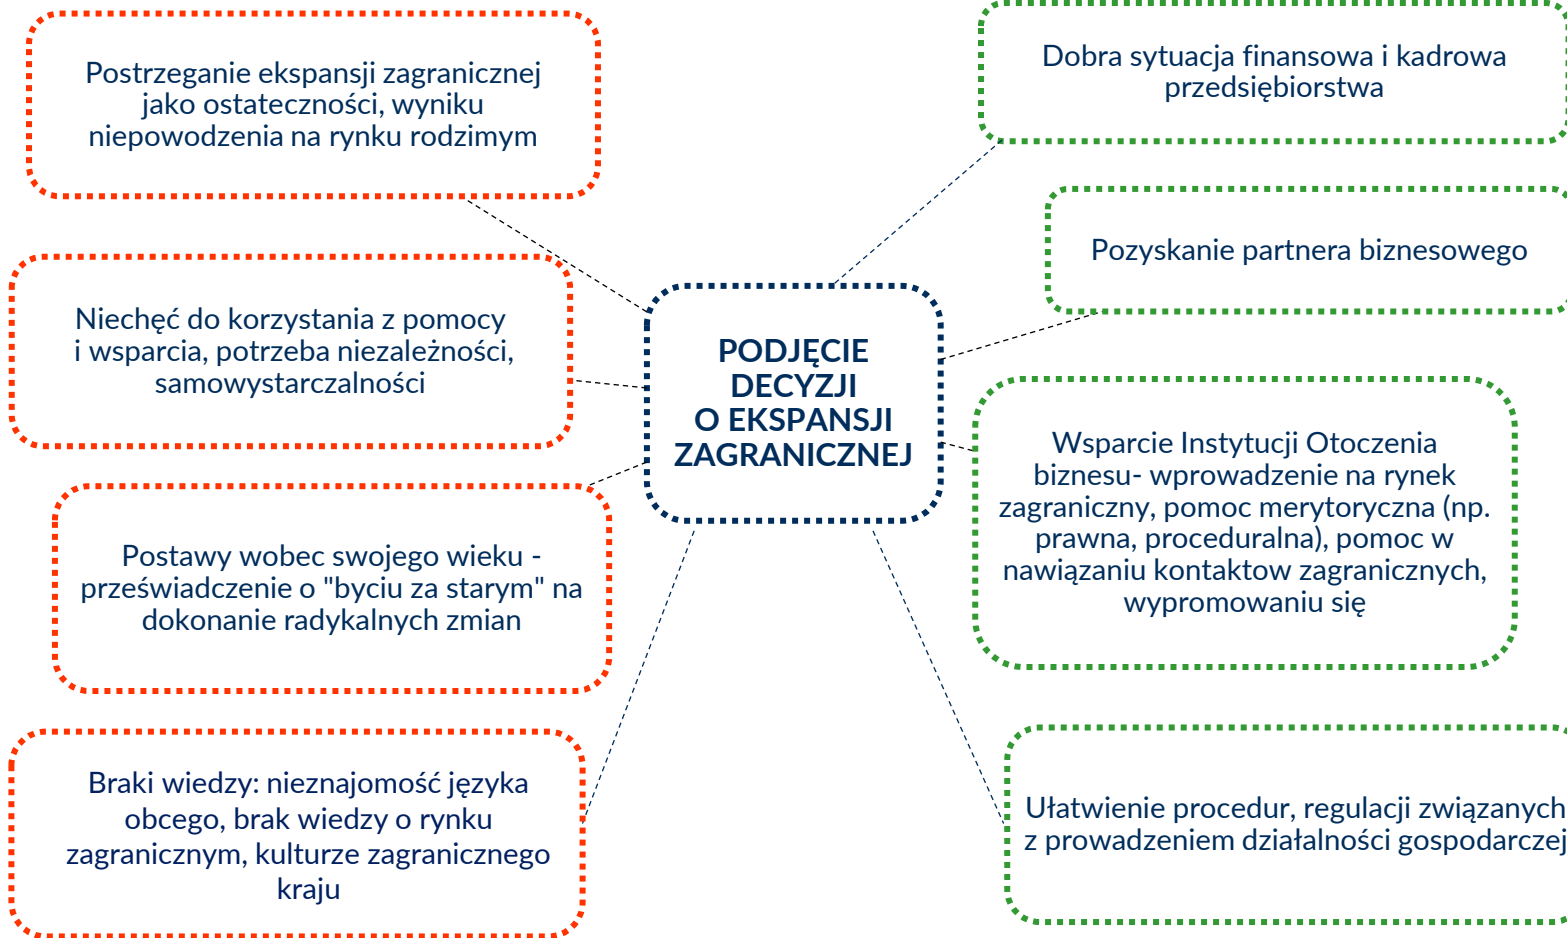 Postrzeganie ekspansji zagranicznej
jako ostateczności, wyniku
niepowodzenia na rynku rodzimym
Niechęć do korzystania z pomocy
i wsparcia, potrzeba niezależności,
samowystarczalności
Postawy wobec swojego wieku -
przeświadczenie o "byciu za starym" na
dokonanie radykalnych zmian
Braki wiedzy: nieznajomość języka
obcego, brak wiedzy o rynku
zagranicznym, kulturze zagranicznego
kraju
PODJĘCIE
DECYZJI
O EKSPANSJI
ZAGRANICZNEJ
Dobra sytuacja finansowa i kadrowa
przedsiębiorstwa
Pozyskanie partnera biznesowego
Wsparcie Instytucji Otoczenia
biznesu- wprowadzenie na rynek
zagraniczny, pomoc merytoryczna (np.
prawna, proceduralna), pomoc w
nawiązaniu kontaktow zagranicznych,
wypromowaniu się
Ułatwienie procedur, regulacji związanych
z prowadzeniem działalności gospodarczej